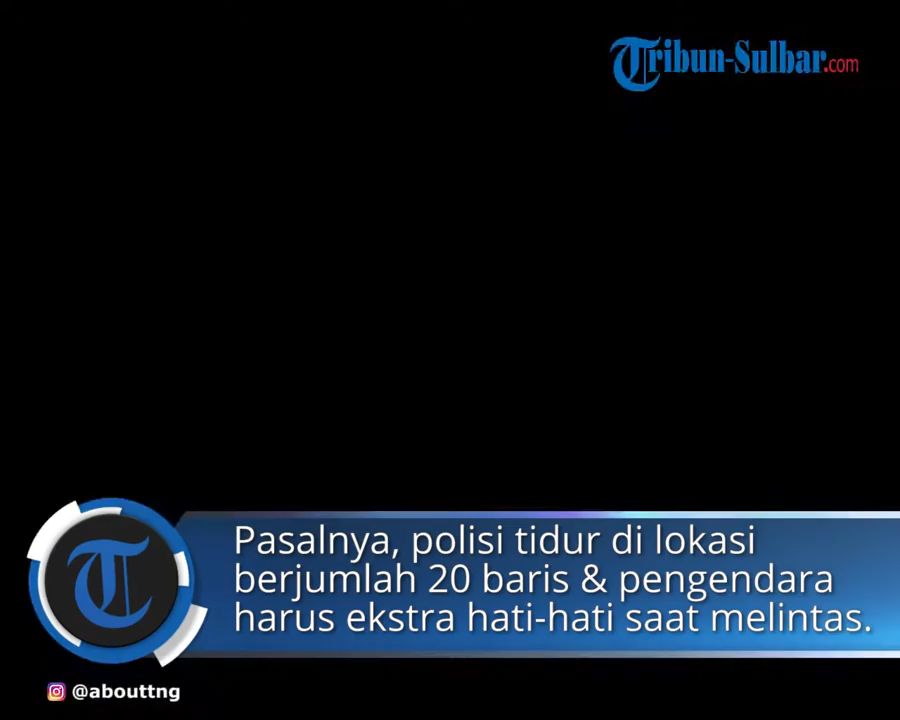 Tribun-Sulbar.com
Pasalnya, polisi tidur di lokasi
berjumlah 20 baris & pengendara
harus ekstra hati-hati saat melintas.
T
@abouttng